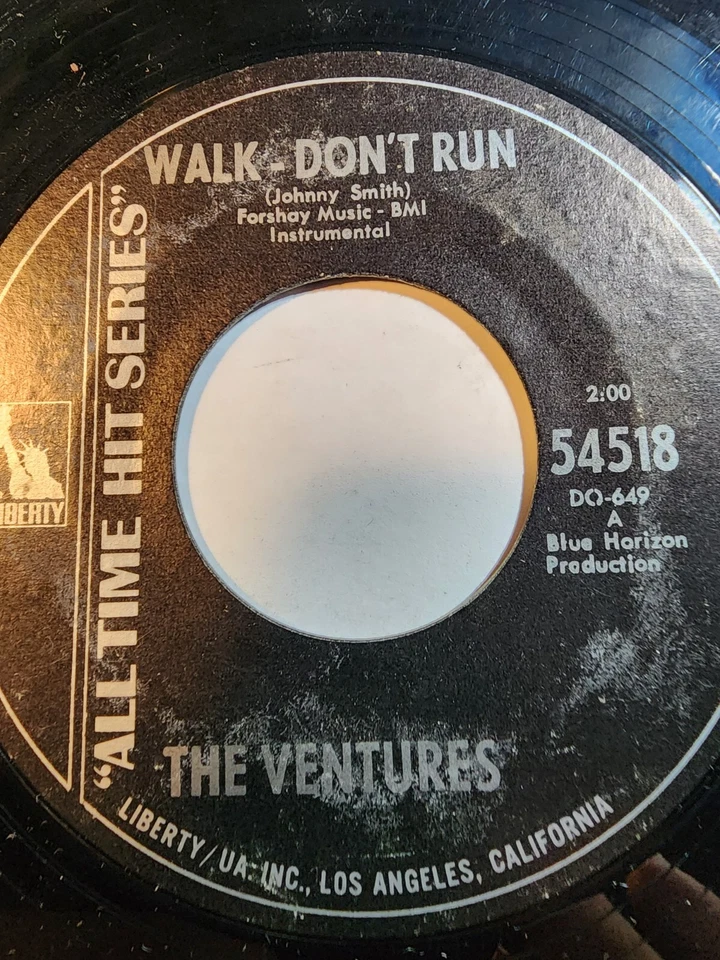 WALK - DON'T RUN
(Johnny Smith)
Forshay Music - BMI
Instrumental
"ALL TIME HIT SERIES"
LIBERTY
2:00
54518
DO-649
A
Blue Horizon
Production
THE VENTURES
LIBERTY/UA, INC., LOS ANGELES, CALIFORNIA